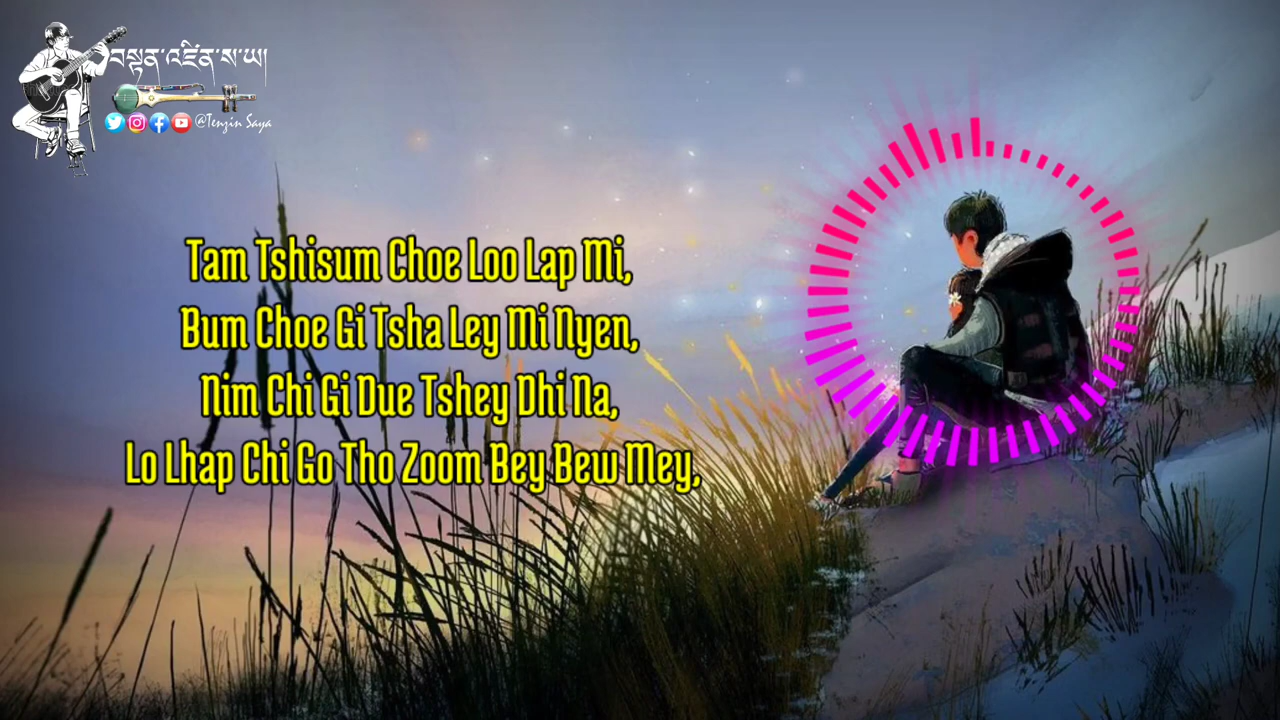 བསྟན་འཛིན་ས་ཡ།
@Tenzin Saya
Tam Tshisum Choe Loo Lap Mi,
Bum Choe Gi Tsha Ley Mi Nyen,
Nim Chi Gi Due Tshey Dhi Na,
Lo Lhap Chi Go Tho Zoom Bey Bew Mey,